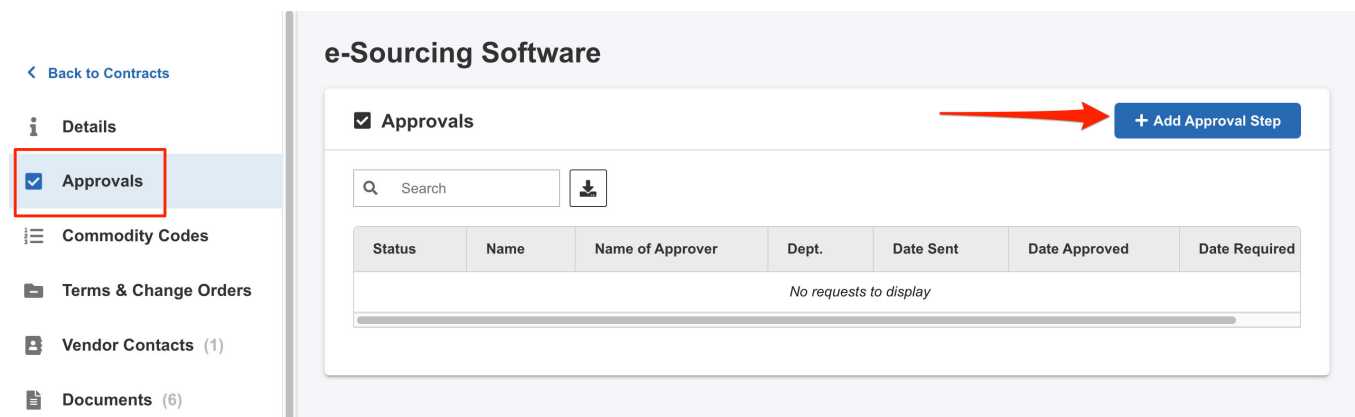 Back to Contracts
Details
Approvals
Commodity Codes
Terms & Change Orders
Vendor Contacts (1)
Documents (6)
e-Sourcing Software
Approvals
+ Add Approval Step
Search
Status Name Name of Approver Dept. Date Sent Date Approved Date Required
No requests to display